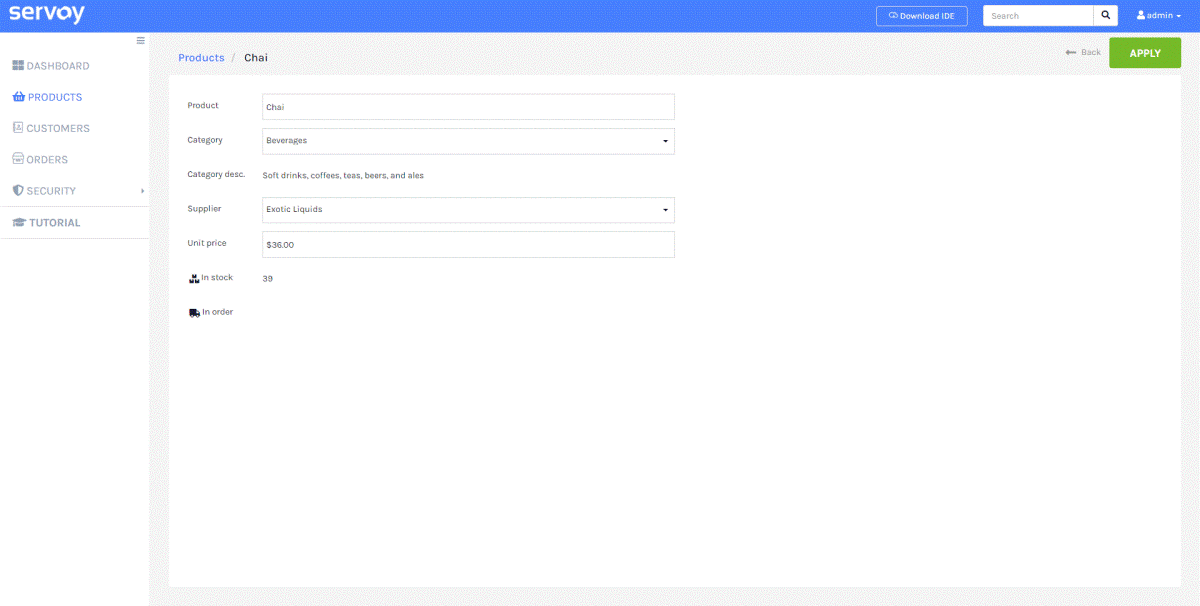 servoy
Download IDE
Search
admin
DASHBOARD
PRODUCTS
CUSTOMERS
ORDERS
SECURITY
TUTORIAL
Products / Chai
Back
APPLY
Product Chai
Category Beverages
Category desc. Soft drinks, coffees, teas, beers, and ales
Supplier Exotic Liquids
Unit price $36.00
In stock 39
In order